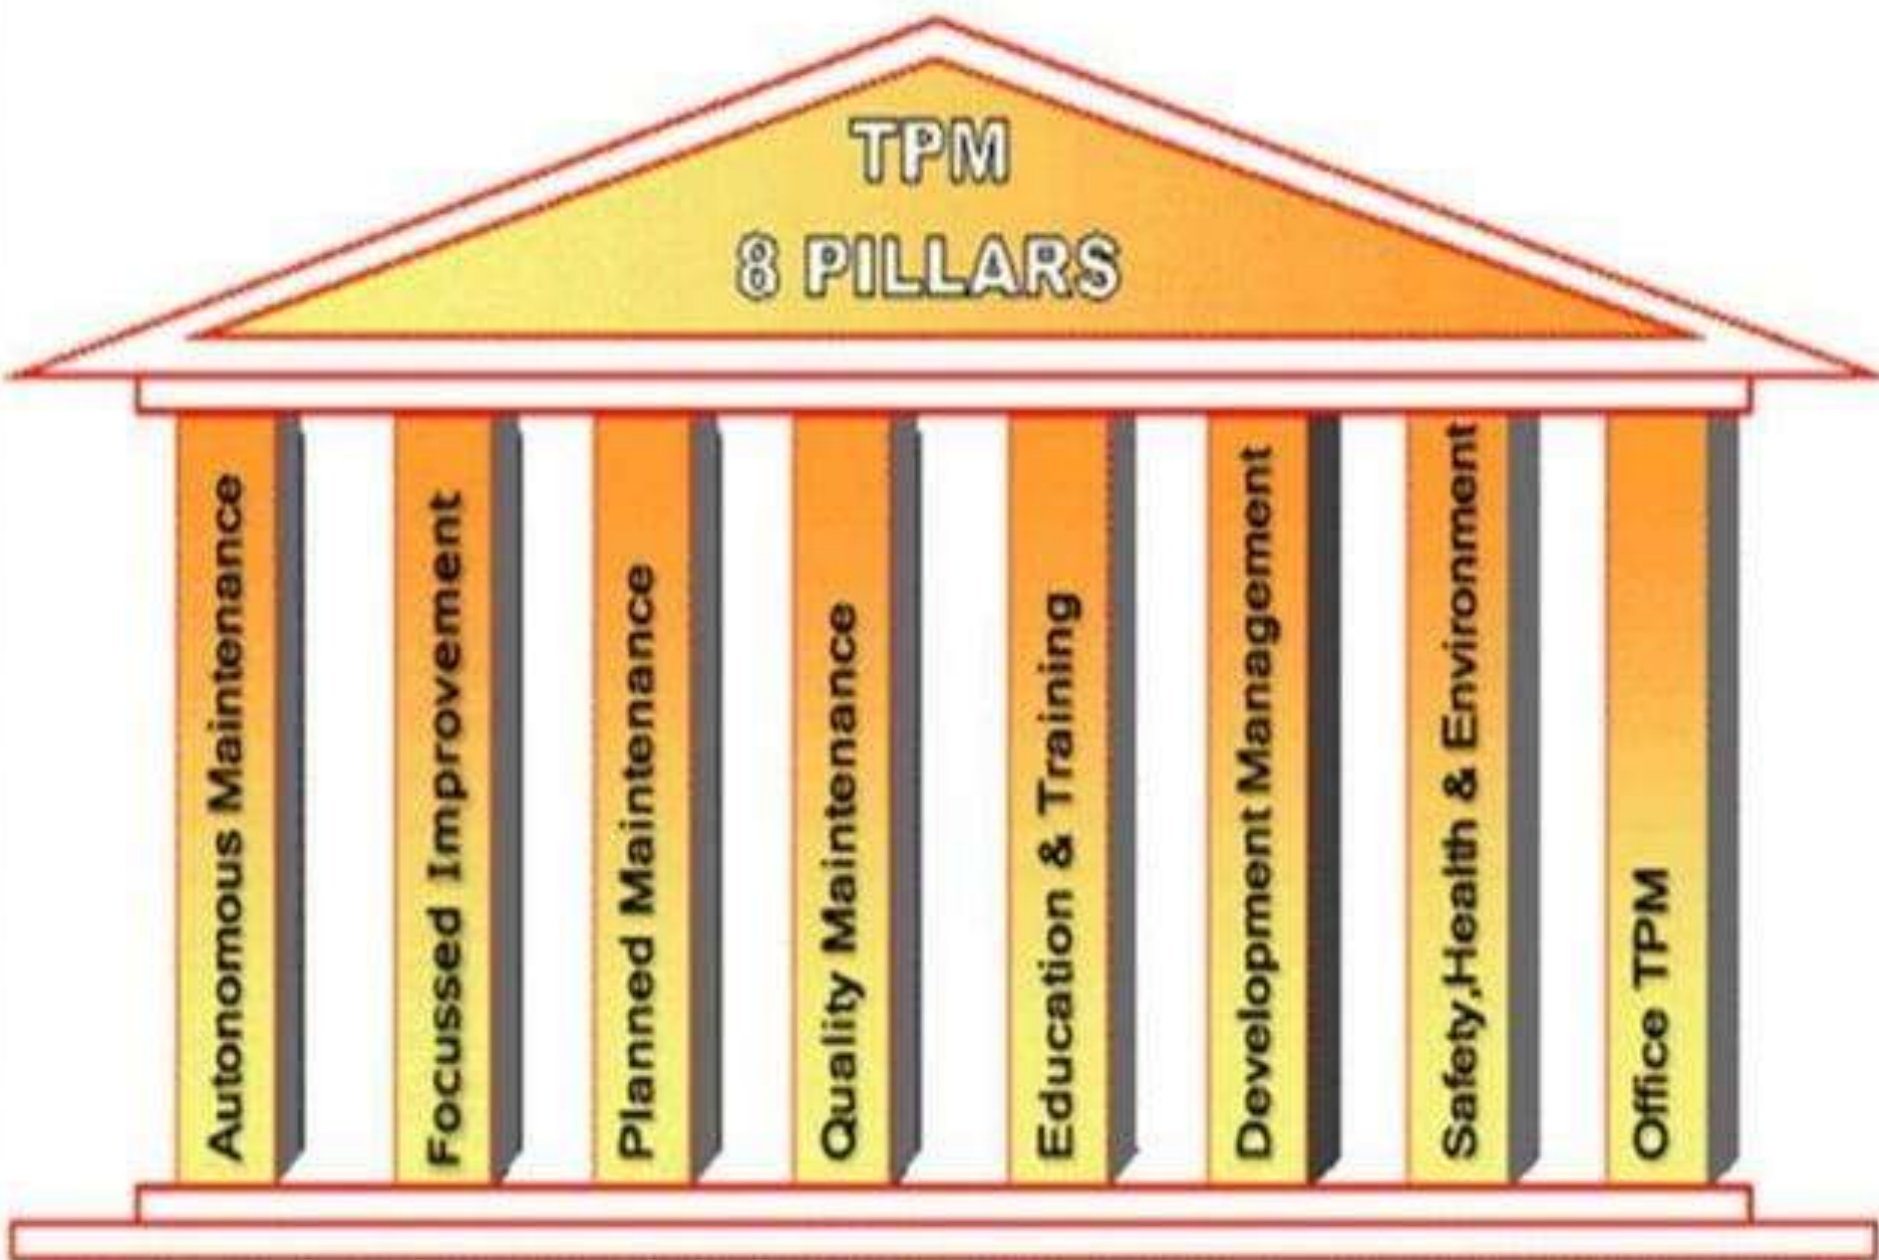 TPM
8 PILLARS
Autonomous Maintenance
Focussed Improvement
Planned Maintenance
Quality Maintenance
Education & Training
Development Management
Safety,Health & Environment
Office TPM